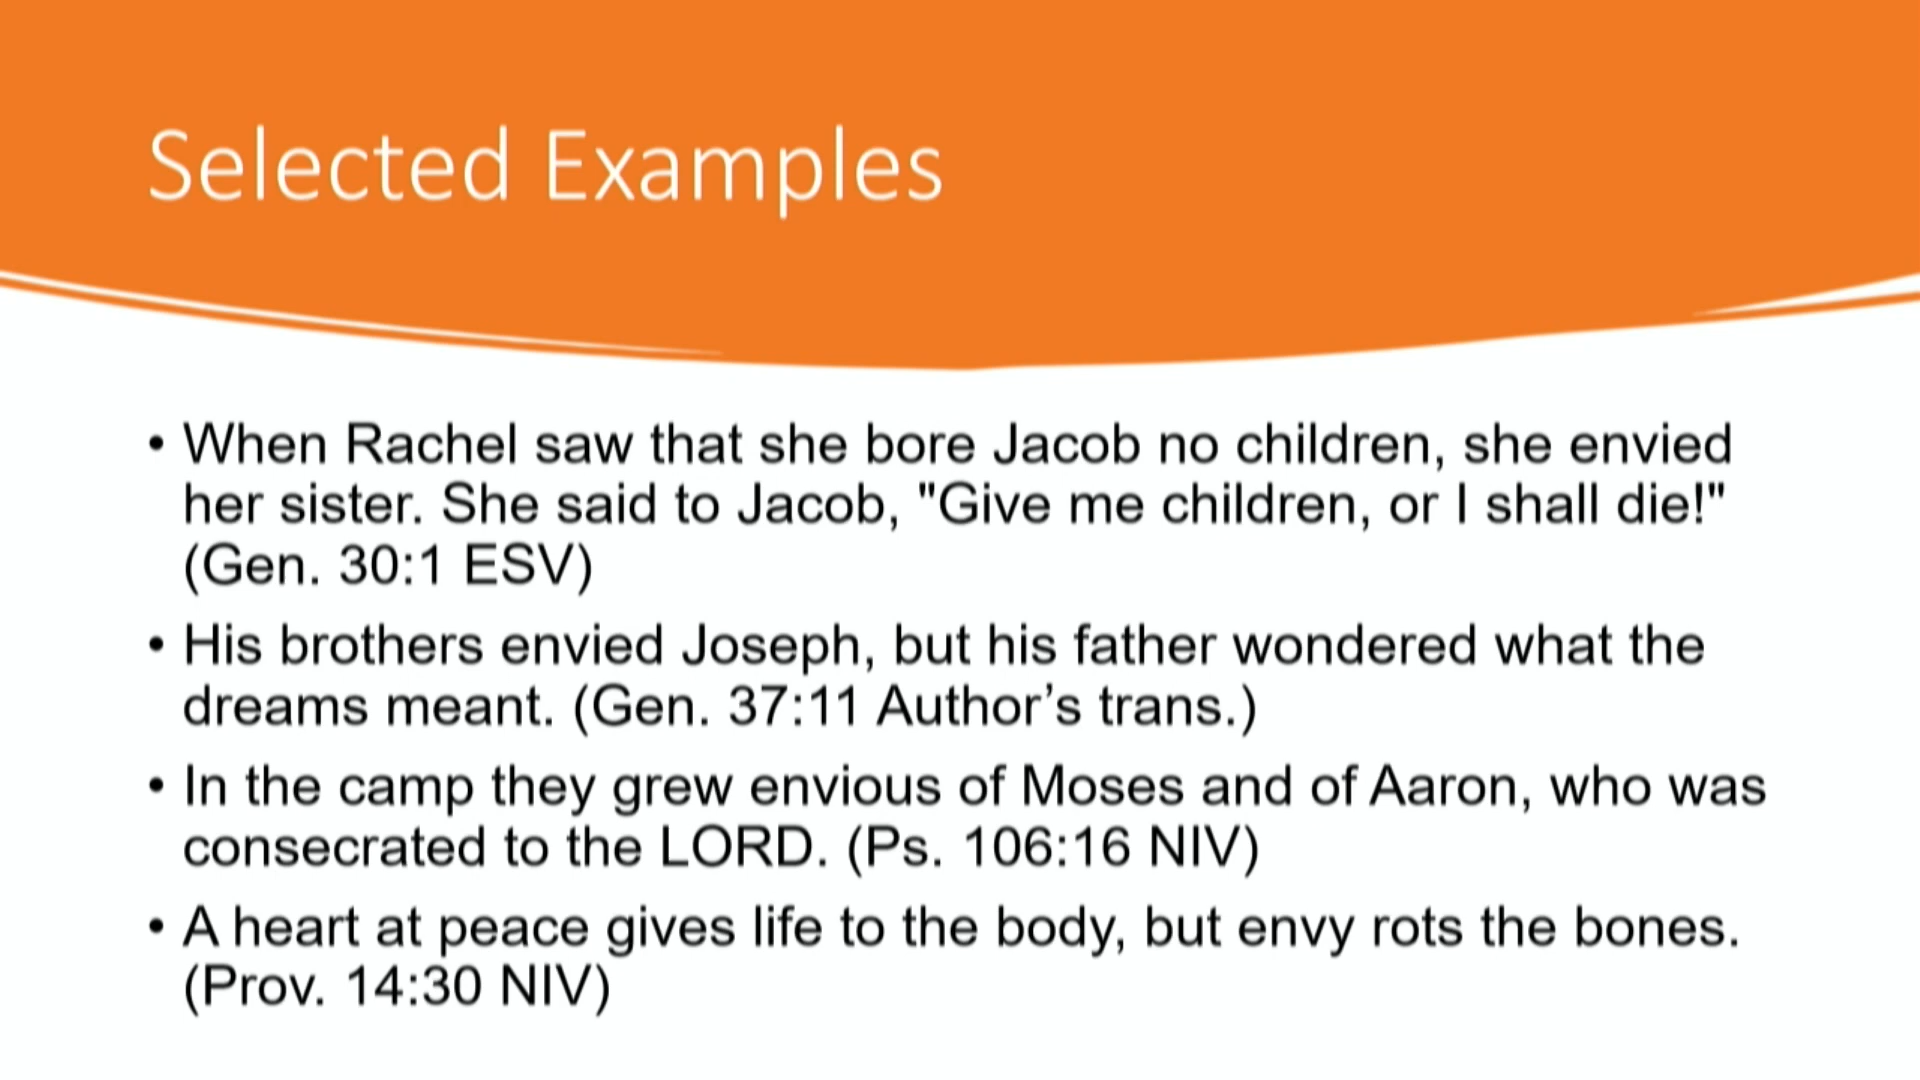 Selected Examples
• When Rachel saw that she bore Jacob no children, she envied
her sister. She said to Jacob, "Give me children, or I shall die!"
(Gen. 30:1 ESV)
• His brothers envied Joseph, but his father wondered what the
dreams meant. (Gen. 37:11 Author’s trans.)
• In the camp they grew envious of Moses and of Aaron, who was
consecrated to the LORD. (Ps. 106:16 NIV)
• A heart at peace gives life to the body, but envy rots the bones.
(Prov. 14:30 NIV)